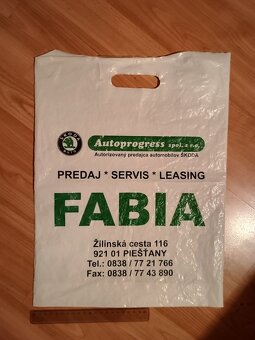 ŠKODA
Autoprogress spol. s r.o.
Autorizovaný predajca automobilov ŠKODA
PREDAJ * SERVIS * LEASING
FABIA
Žilinská cesta 116
921 01 PIEŠŤANY
Tel.: 0838 / 77 21 766
Fax: 0838 / 77 43 890